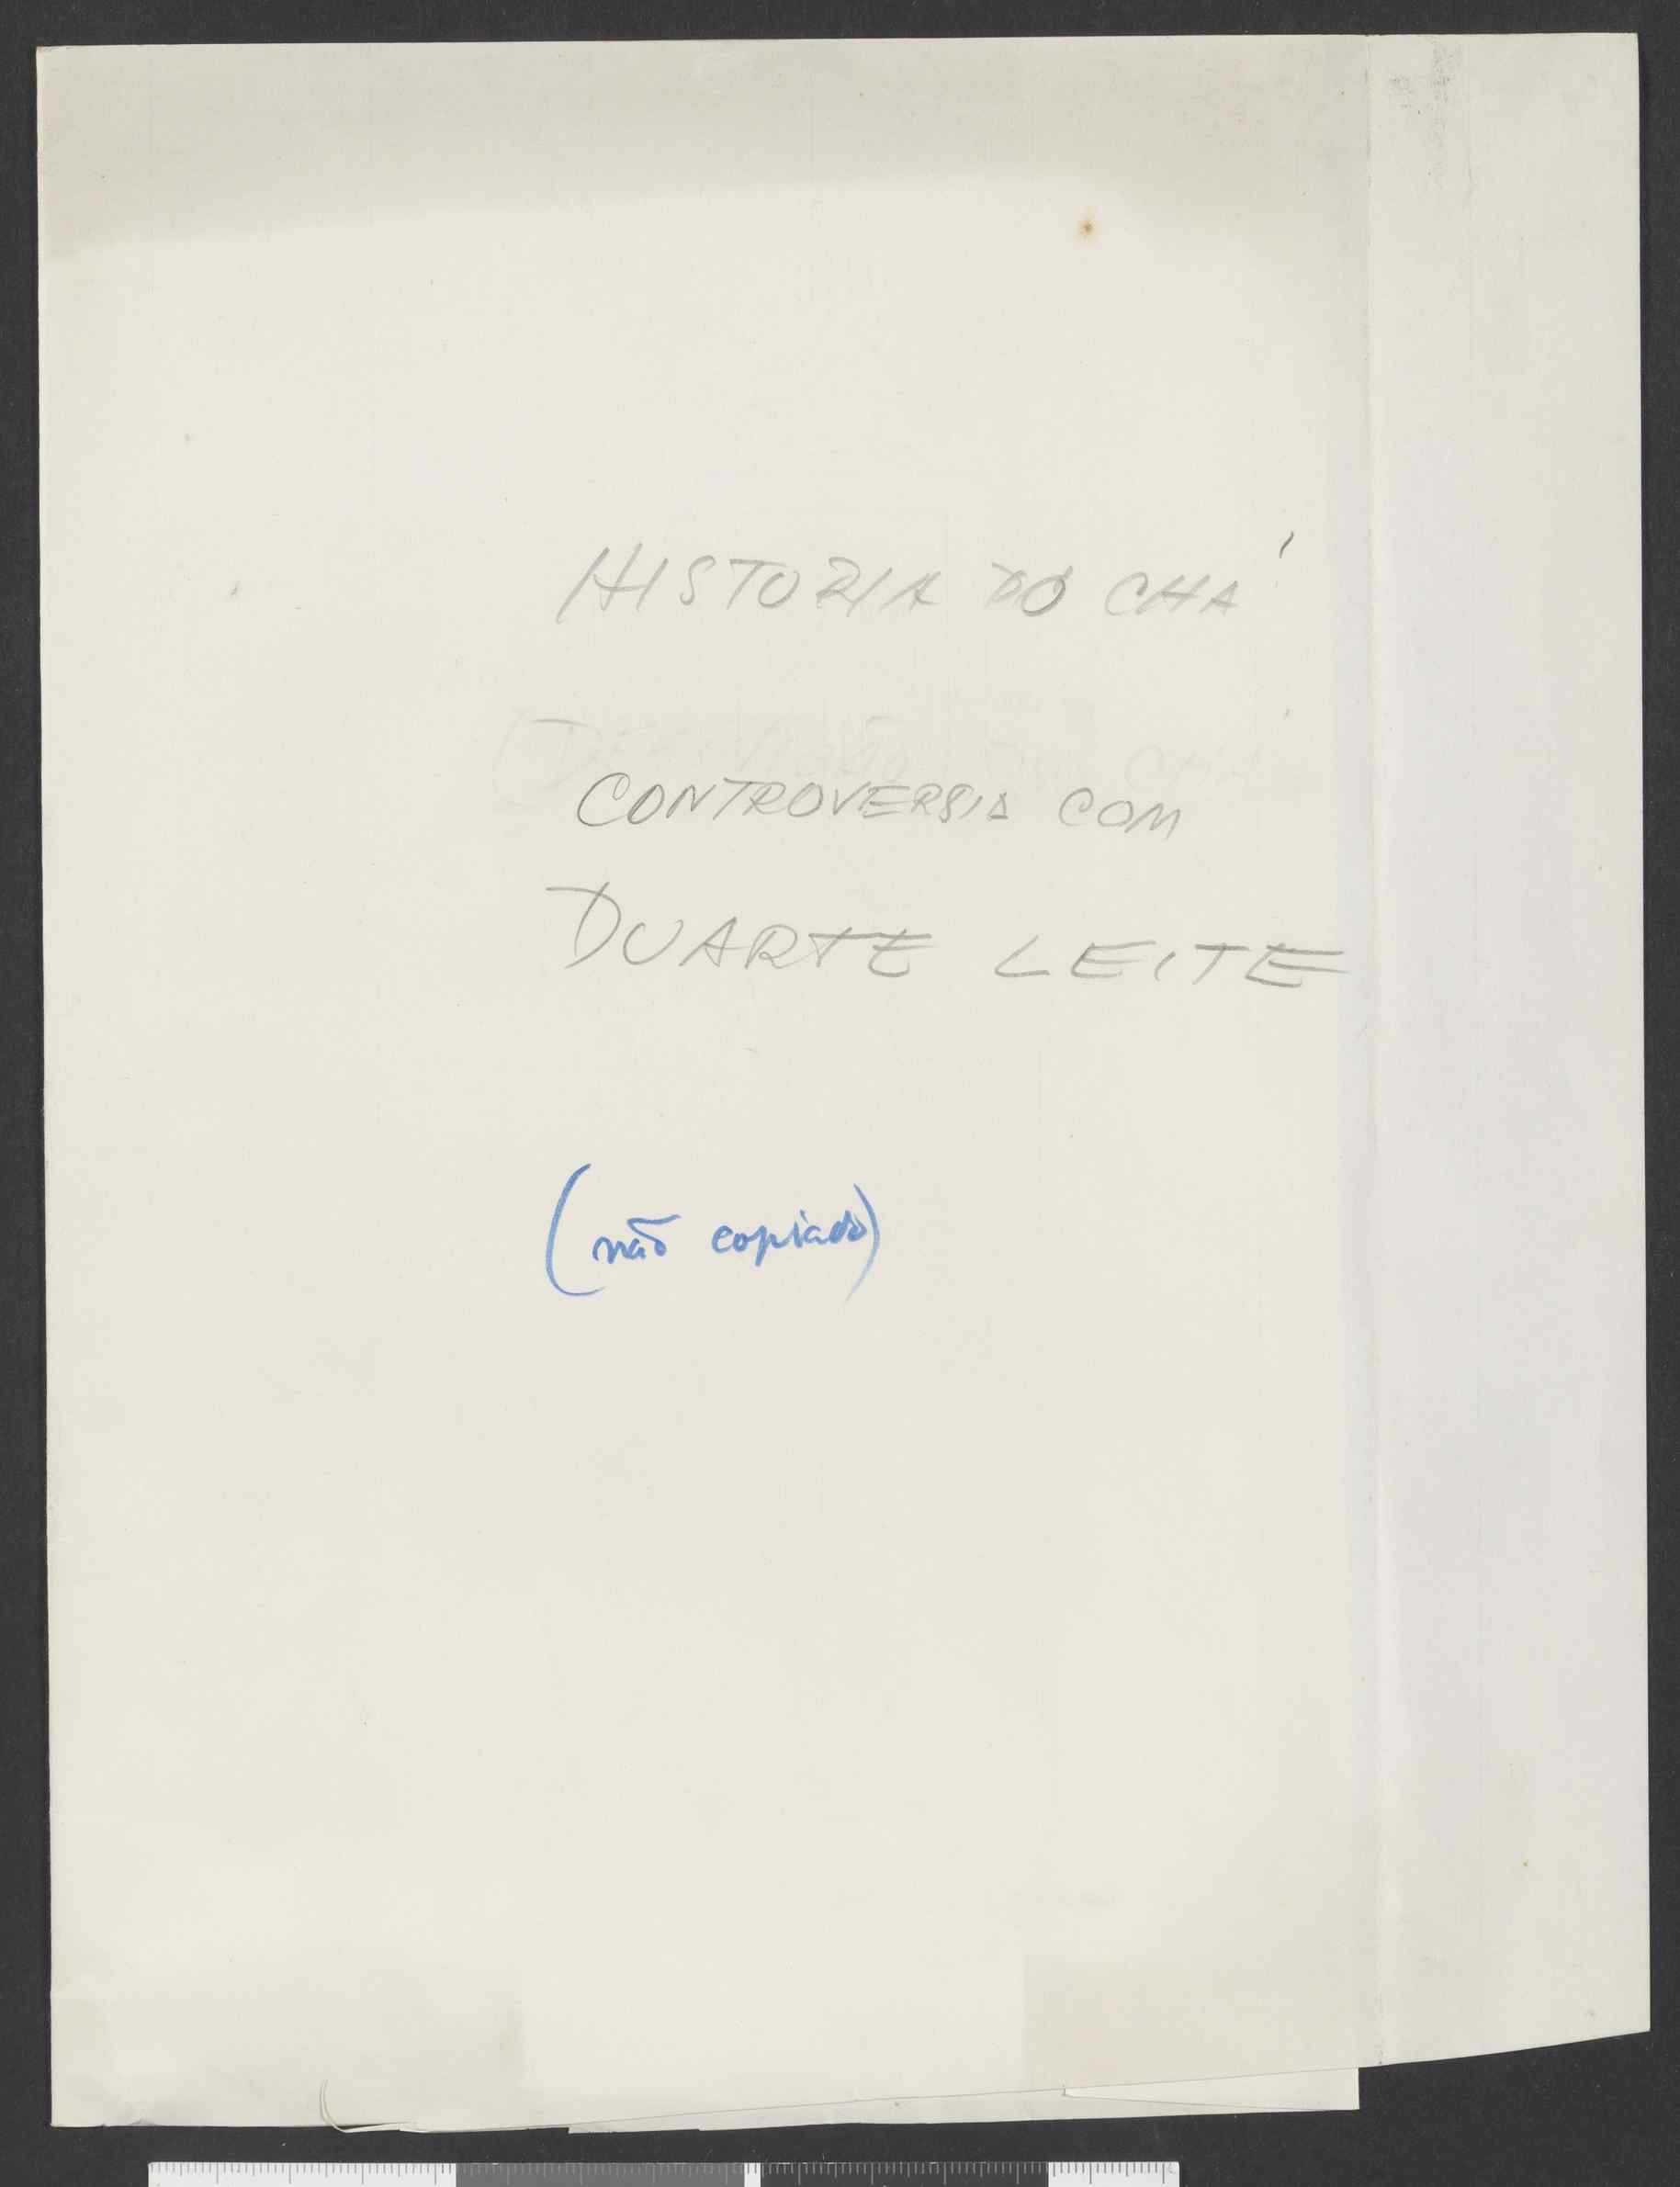 HISTORIA DO CHÁ
CONTROVERSIA COM
DUARTE LEITE
(não copiado)